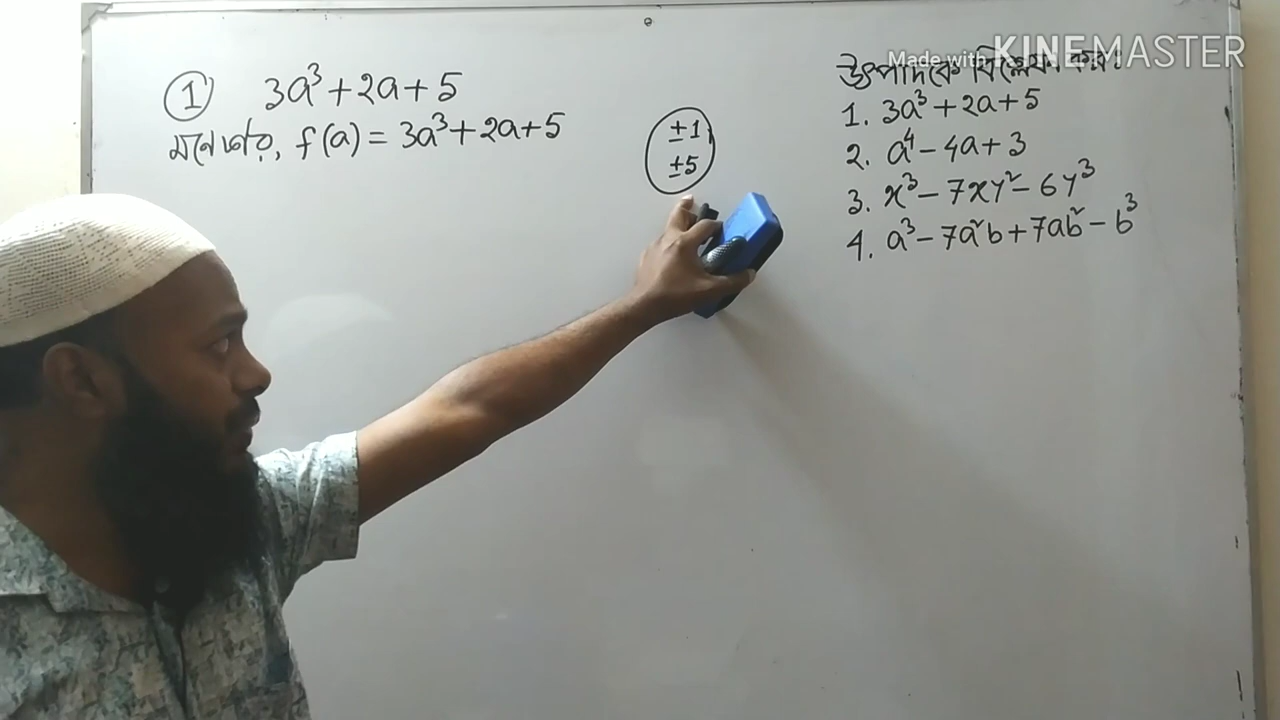 ① 3a³+2a+5
মনে করি, f(a) = 3a³+2a+5
±1
±5
Made with KINEMASTER
উৎপাদকে বিশ্লেষণ কর:
1. 3a³+2a+5
2. a⁴-4a+3
3. x³-7xy²-6y³
4. a³-7a²b+7ab²-b³